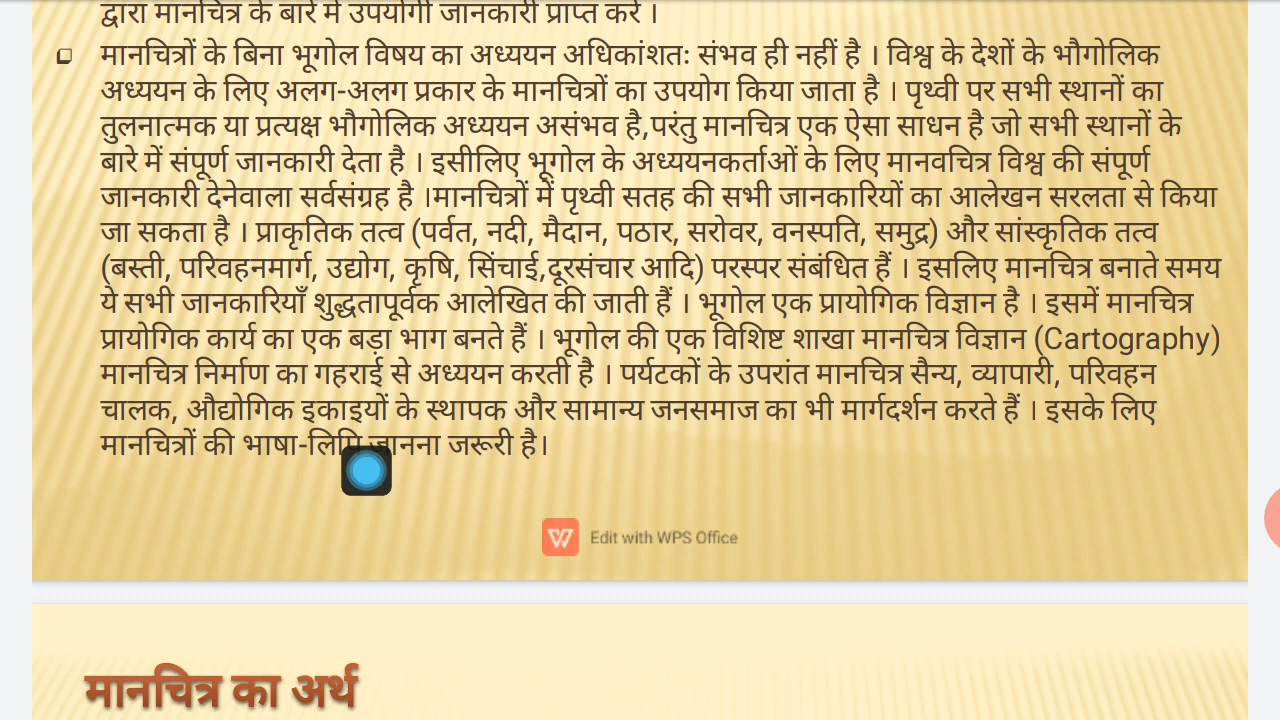 द्वारा मानचित्र के बारे में उपयोगी जानकारी प्राप्त करें ।
मानचित्रों के बिना भूगोल विषय का अध्ययन अधिकांशतः संभव ही नहीं है । विश्व के देशों के भौगोलिक
अध्ययन के लिए अलग-अलग प्रकार के मानचित्रों का उपयोग किया जाता है । पृथ्वी पर सभी स्थानों का
तुलनात्मक या प्रत्यक्ष भौगोलिक अध्ययन असंभव है,परंतु मानचित्र एक ऐसा साधन है जो सभी स्थानों के
बारे में संपूर्ण जानकारी देता है । इसीलिए भूगोल के अध्ययनकर्ताओं के लिए मानवचित्र विश्व की संपूर्ण
जानकारी देनेवाला सर्वसंग्रह है ।मानचित्रों में पृथ्वी सतह की सभी जानकारियों का आलेखन सरलता से किया
जा सकता है । प्राकृतिक तत्व (पर्वत, नदी, मैदान, पठार, सरोवर, वनस्पति, समुद्र) और सांस्कृतिक तत्व
(बस्ती, परिवहनमार्ग, उद्योग, कृषि, सिंचाई,दूरसंचार आदि) परस्पर संबंधित हैं । इसलिए मानचित्र बनाते समय
ये सभी जानकारियाँ शुद्धतापूर्वक आलेखित की जाती हैं । भूगोल एक प्रायोगिक विज्ञान है । इसमें मानचित्र
प्रायोगिक कार्य का एक बड़ा भाग बनते हैं । भूगोल की एक विशिष्ट शाखा मानचित्र विज्ञान (Cartography)
मानचित्र निर्माण का गहराई से अध्ययन करती है । पर्यटकों के उपरांत मानचित्र सैन्य, व्यापारी, परिवहन
चालक, औद्योगिक इकाइयों के स्थापक और सामान्य जनसमाज का भी मार्गदर्शन करते हैं । इसके लिए
मानचित्रों की भाषा-लिपि जानना जरूरी है।
Edit with WPS Office
मानचित्र का अर्थ